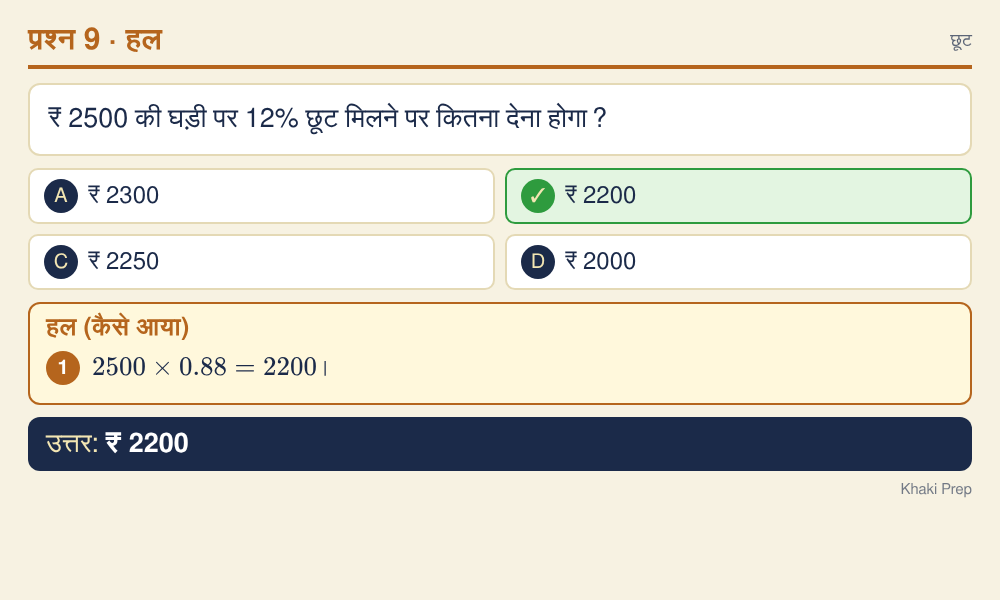 प्रश्न 9 · हल
छूट
₹ 2500 की घड़ी पर 12% छूट मिलने पर कितना देना होगा ?
A ₹ 2300
✓ ₹ 2200
C ₹ 2250
D ₹ 2000
हल (कैसे आया)
1 2500 × 0.88 = 2200।
उत्तर: ₹ 2200
Khaki Prep